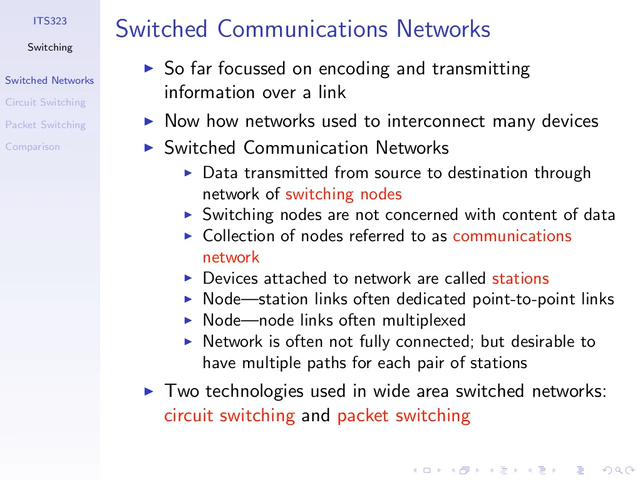 ITS323
Switching
Switched Networks
Circuit Switching
Packet Switching
Comparison
Switched Communications Networks
So far focussed on encoding and transmitting
information over a link
Now how networks used to interconnect many devices
Switched Communication Networks
Data transmitted from source to destination through
network of switching nodes
Switching nodes are not concerned with content of data
Collection of nodes referred to as communications
network
Devices attached to network are called stations
Node—station links often dedicated point-to-point links
Node—node links often multiplexed
Network is often not fully connected; but desirable to
have multiple paths for each pair of stations
Two technologies used in wide area switched networks:
circuit switching and packet switching